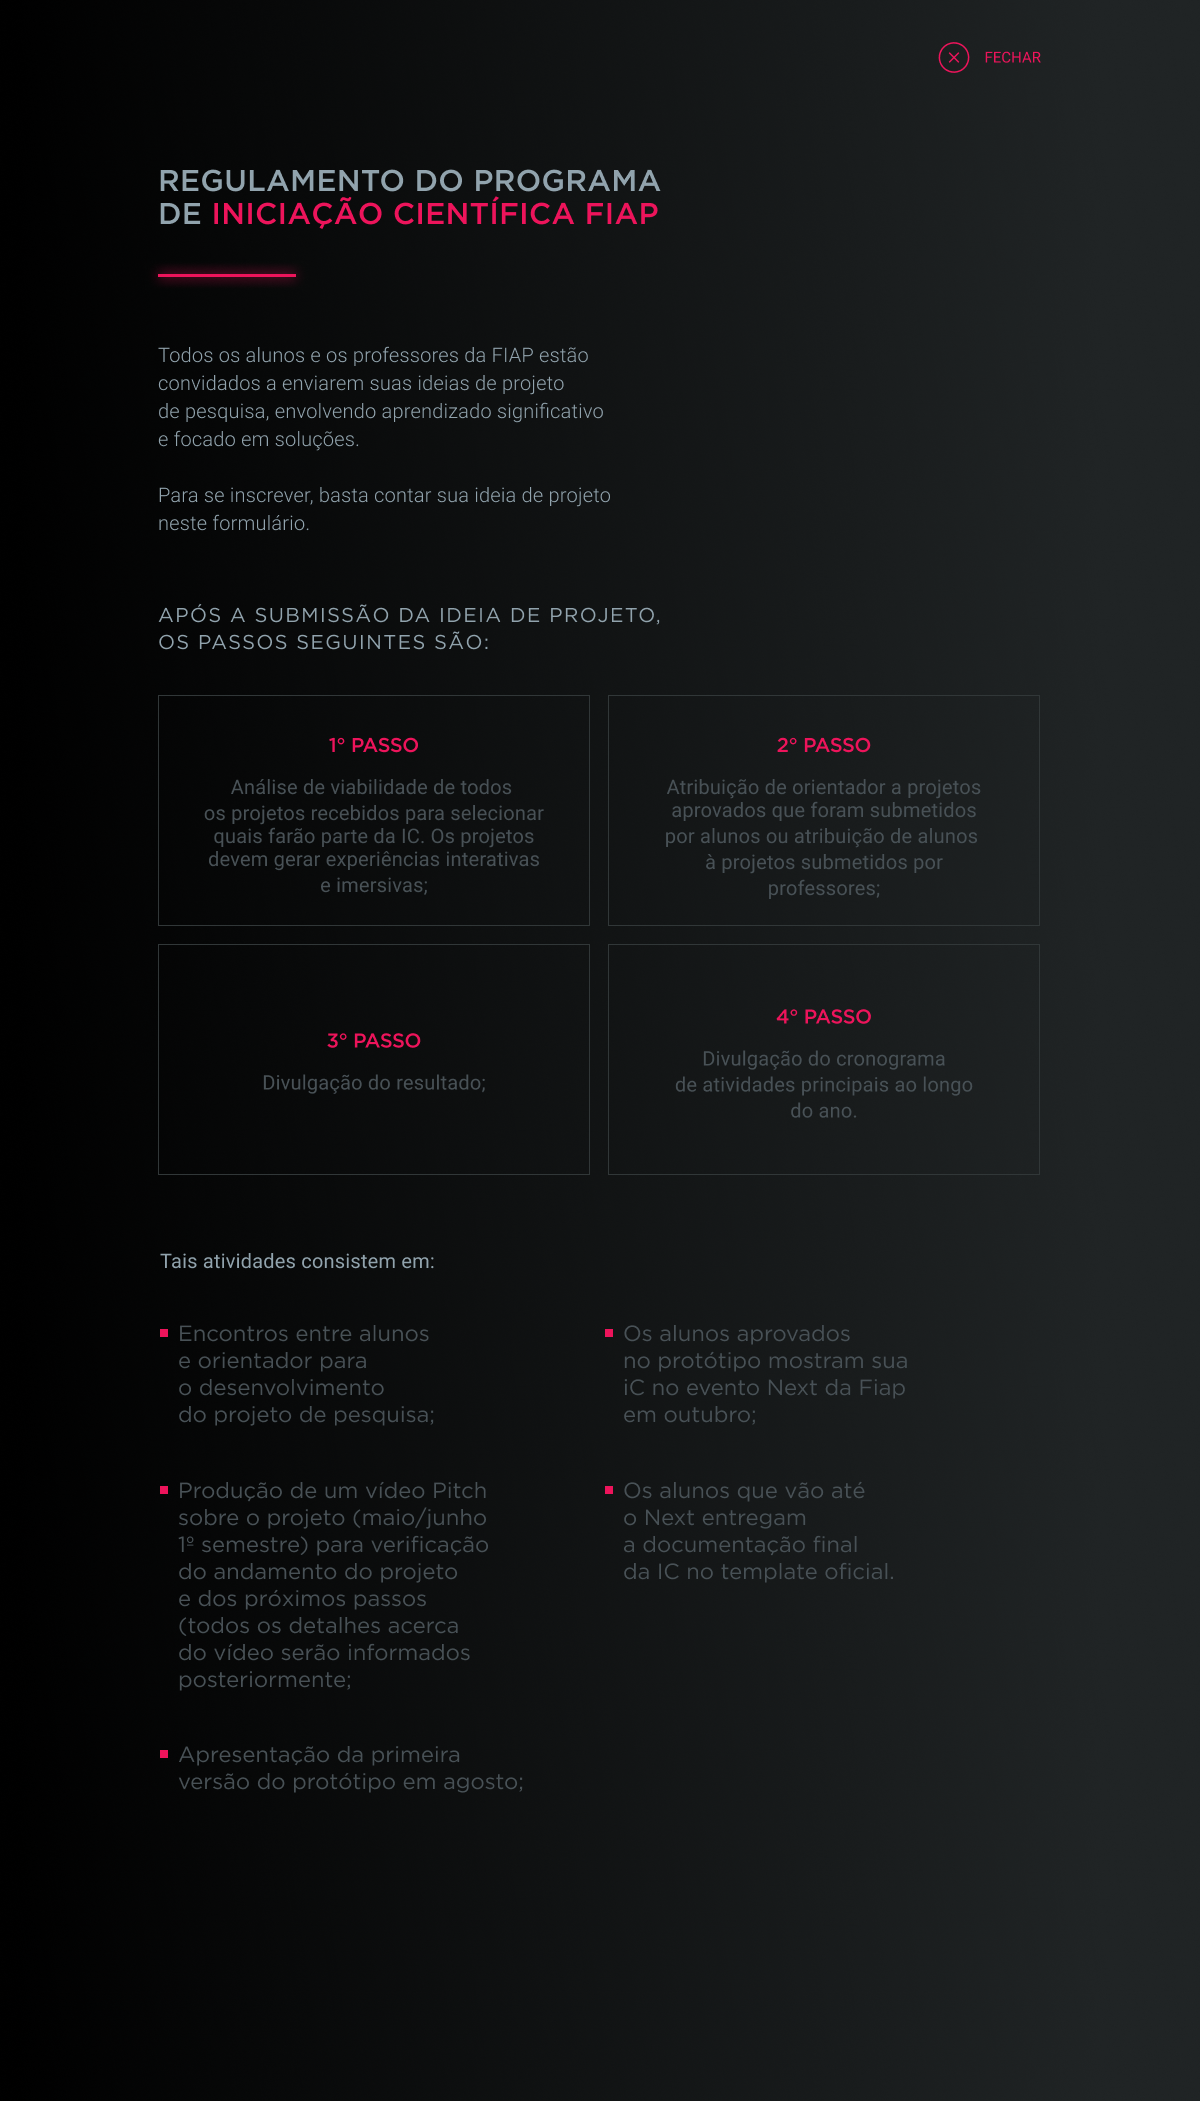 FECHAR
REGULAMENTO DO PROGRAMA
DE INICIAÇÃO CIENTÍFICA FIAP
Todos os alunos e os professores da FIAP estão
convidados a enviarem suas ideias de projeto
de pesquisa, envolvendo aprendizado significativo
e focado em soluções.
Para se inscrever, basta contar sua ideia de projeto
neste formulário.
APÓS A SUBMISSÃO DA IDEIA DE PROJETO,
OS PASSOS SEGUINTES SÃO:
1º PASSO
Análise de viabilidade de todos
os projetos recebidos para selecionar
quais farão parte da IC. Os projetos
devem gerar experiências interativas
e imersivas;
2º PASSO
Atribuição de orientador a projetos
aprovados que foram submetidos
por alunos ou atribuição de alunos
à projetos submetidos por
professores;
3º PASSO
Divulgação do resultado;
4º PASSO
Divulgação do cronograma
de atividades principais ao longo
do ano.
Tais atividades consistem em:
Encontros entre alunos
e orientador para
o desenvolvimento
do projeto de pesquisa;
Produção de um vídeo Pitch
sobre o projeto (maio/junho
1º semestre) para verificação
do andamento do projeto
e dos próximos passos
(todos os detalhes acerca
do vídeo serão informados
posteriormente;
Apresentação da primeira
versão do protótipo em agosto;
Os alunos aprovados
no protótipo mostram sua
iC no evento Next da Fiap
em outubro;
Os alunos que vão até
o Next entregam
a documentação final
da IC no template oficial.